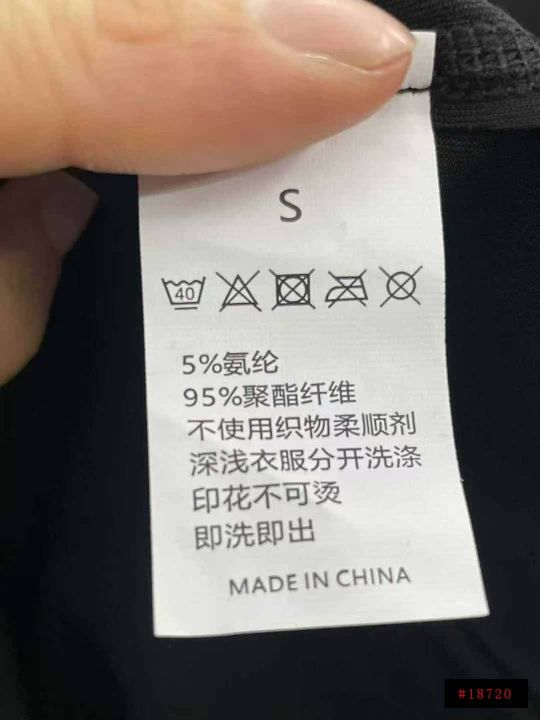 S
40
5%氨纶
95%聚酯纤维
不使用织物柔顺剂
深浅衣服分开洗涤
印花不可烫
即洗即出
MADE IN CHINA
#18720